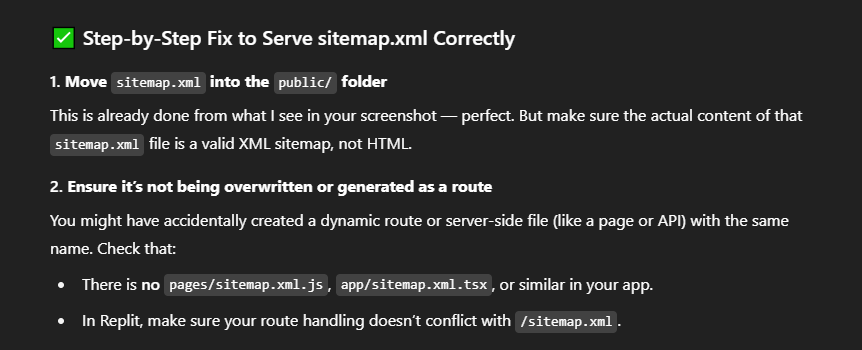 ✅ Step-by-Step Fix to Serve sitemap.xml Correctly
1. Move sitemap.xml into the public/ folder
This is already done from what I see in your screenshot — perfect. But make sure the actual content of that
sitemap.xml file is a valid XML sitemap, not HTML.
2. Ensure it’s not being overwritten or generated as a route
You might have accidentally created a dynamic route or server-side file (like a page or API) with the same
name. Check that:
• There is no pages/sitemap.xml.js, app/sitemap.xml.tsx, or similar in your app.
• In Replit, make sure your route handling doesn’t conflict with /sitemap.xml.